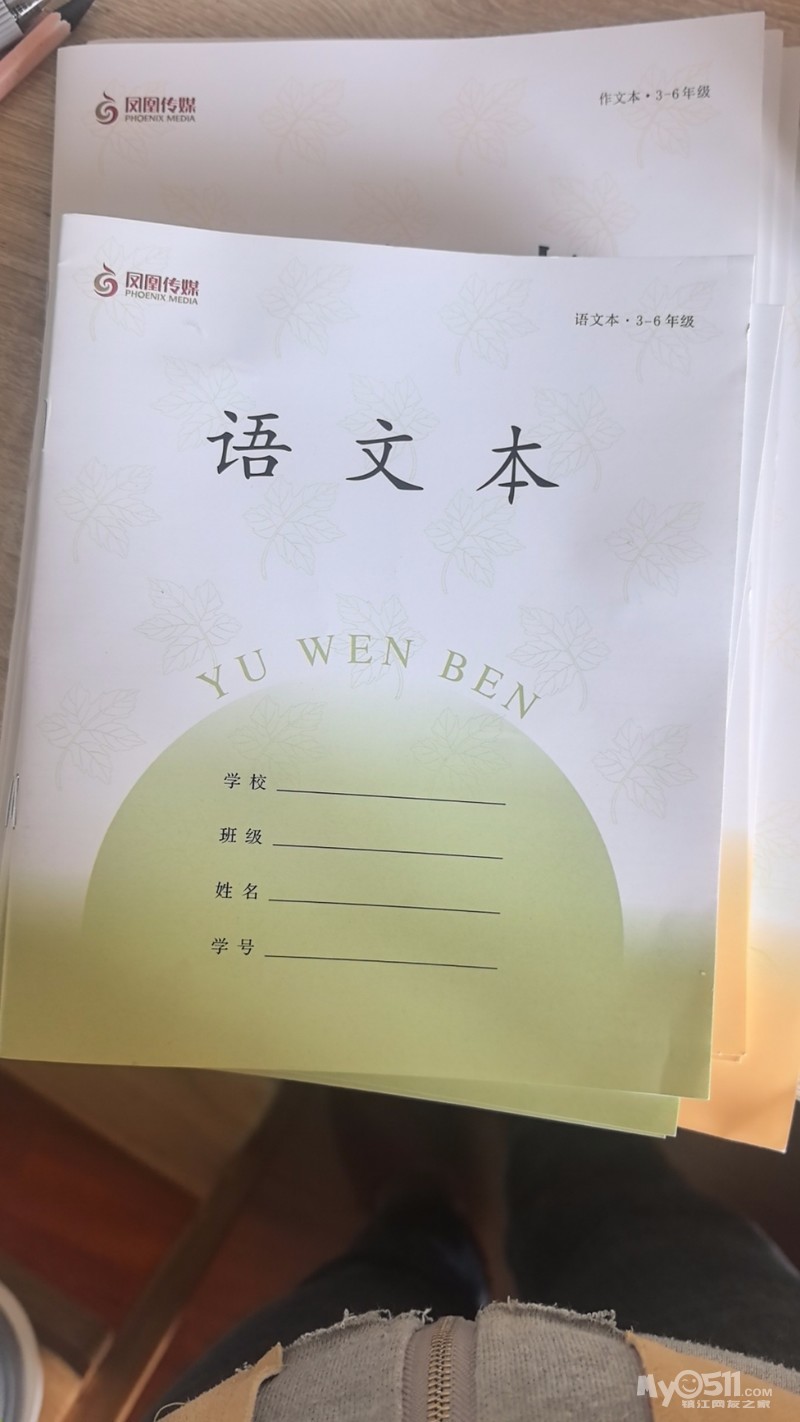 凤凰传媒
PHOENIX MEDIA
作文本·3-6年级
凤凰传媒
PHOENIX MEDIA
语文本·3-6年级
语文本
YU WEN BEN
学校
班级
姓名
学号
My0511.com
镇江网友之家